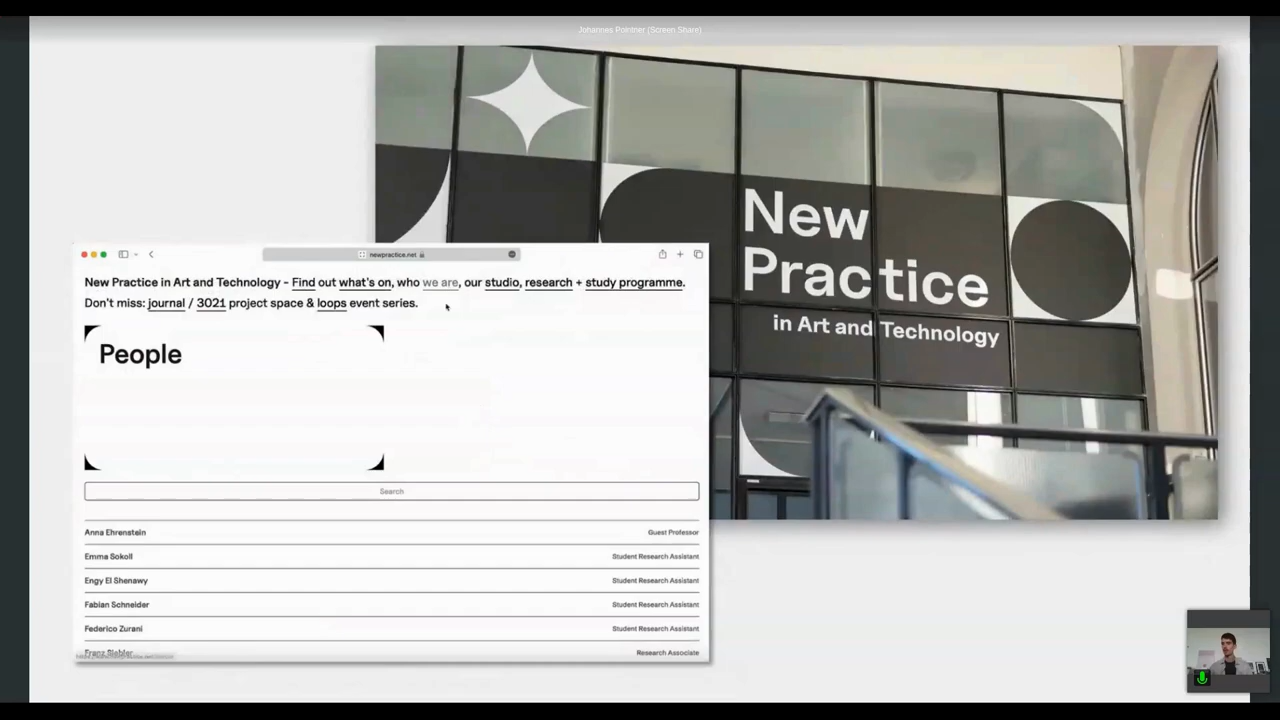 Johannes Pointner (Screen Share)
New
Practice
in Art and Technology
newpractice.net
New Practice in Art and Technology - Find out what's on, who we are, our studio, research + study programme.
Don't miss: journal / 3021 project space & loops event series.
People
Search
Anna Ehrenstein Guest Professor
Emma Sokoll Student Research Assistant
Engy El Shenawy Student Research Assistant
Fabian Schneider Student Research Assistant
Federico Zurani Student Research Assistant
Franz Siebler Research Associate